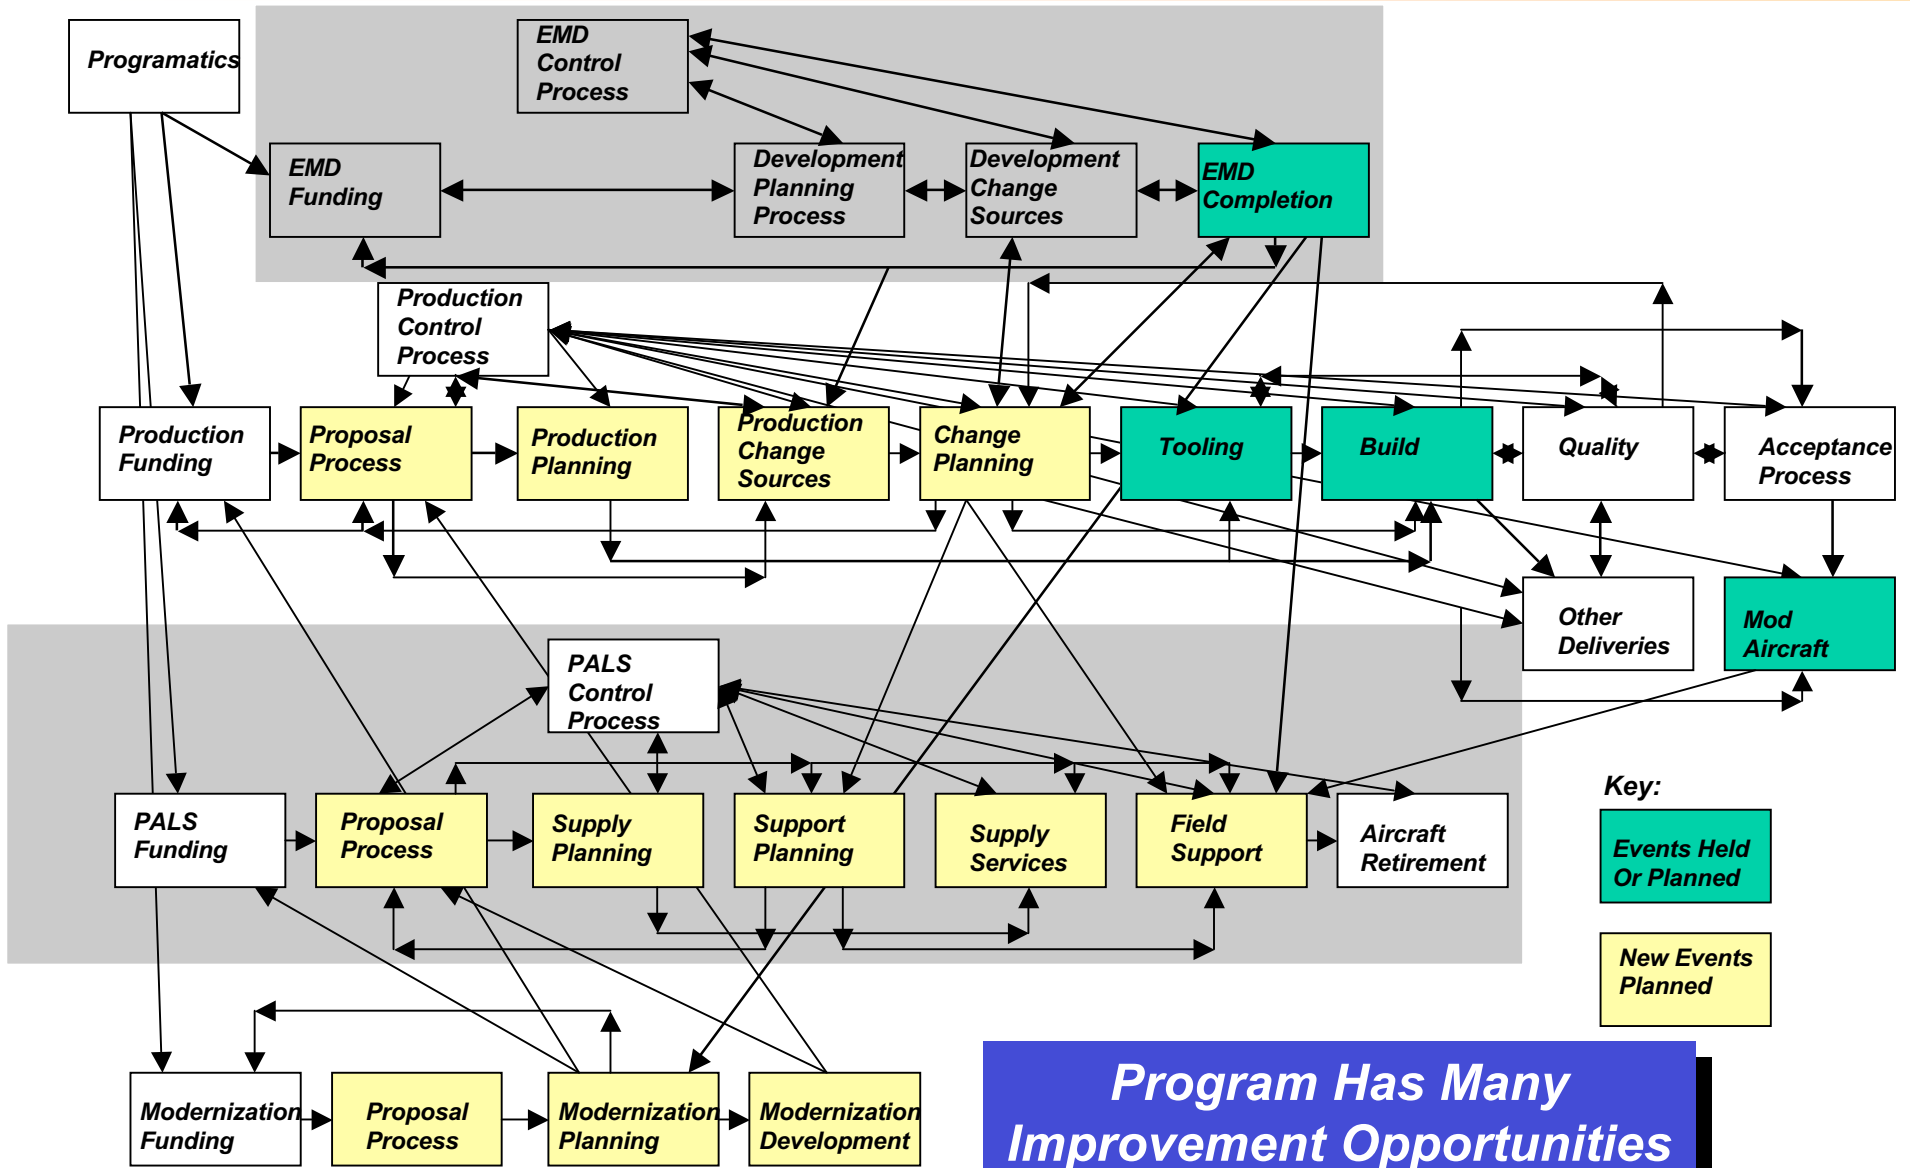 Programatics
EMD
Control
Process
EMD
Funding
Development
Planning
Process
Development
Change
Sources
EMD
Completion
Production
Control
Process
Production
Funding
Proposal
Process
Production
Planning
Production
Change
Sources
Change
Planning
Tooling
Build
Quality
Acceptance
Process
Other
Deliveries
Mod
Aircraft
PALS
Control
Process
PALS
Funding
Proposal
Process
Supply
Planning
Support
Planning
Supply
Services
Field
Support
Aircraft
Retirement
Key:
Events Held
Or Planned
New Events
Planned
Modernization
Funding
Proposal
Process
Modernization
Planning
Modernization
Development
Program Has Many
Improvement Opportunities